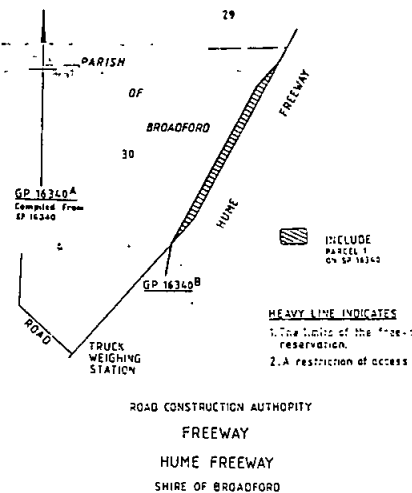 29
PARISH
OF
BROADFORD
30
FREEWAY
HUME
GP 16340A
Compiled From
SP 16340
GP 16340B
INCLUDE
PARCEL 1
ON SP 16340
ROAD
TRUCK
WEIGHING
STATION
HEAVY LINE INDICATES
1. The limits of the
reservation.
2. A restriction of access
ROAD CONSTRUCTION AUTHORITY
FREEWAY
HUME FREEWAY
SHIRE OF BROADFORD